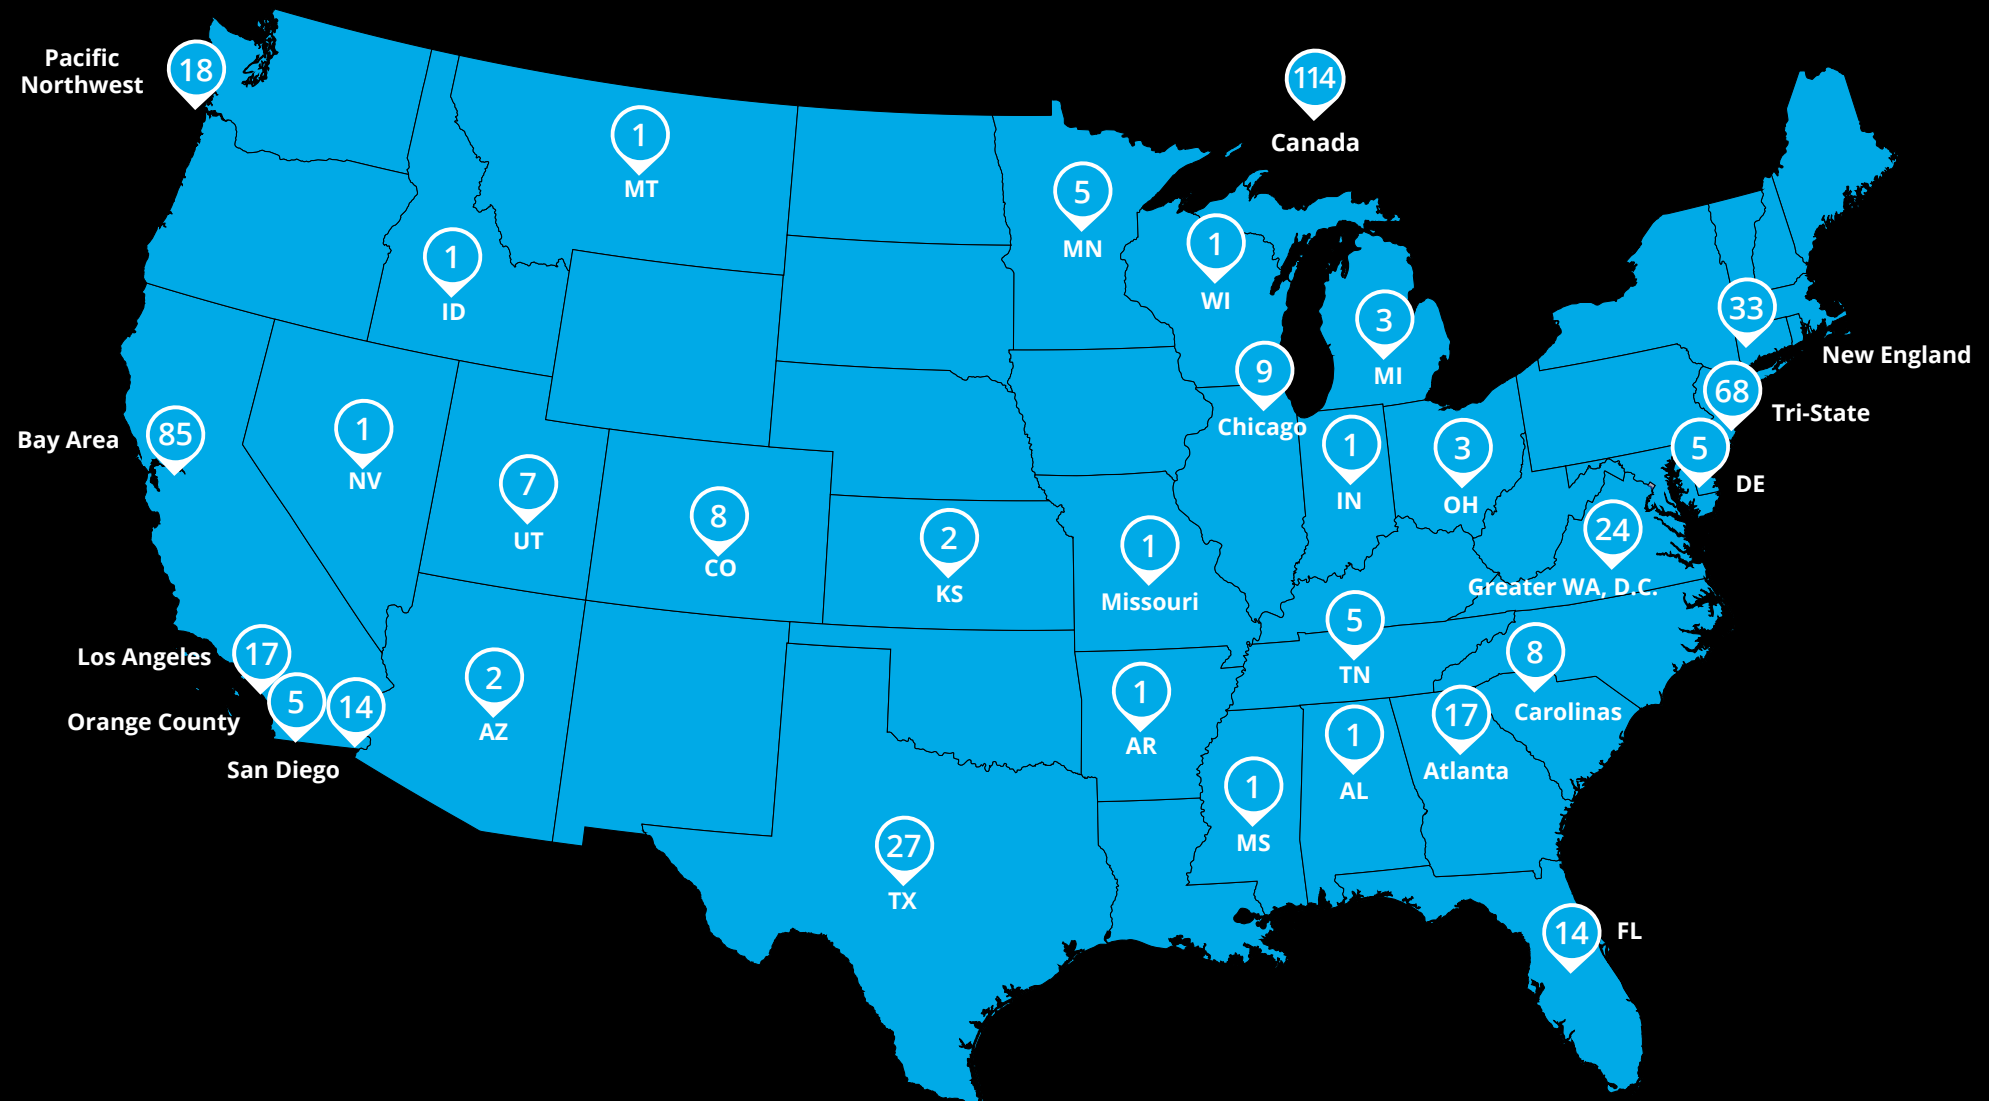 Pacific
Northwest
18
114
Canada
1
MT
5
MN
1
ID
1
WI
3
MI
33
New England
9
Chicago
68
Tri-State
Bay Area
85
1
NV
7
UT
8
CO
2
KS
1
Missouri
1
IN
3
OH
5
DE
24
Greater WA, D.C.
5
TN
8
Carolinas
Los Angeles
17
Orange County
5
14
San Diego
2
AZ
1
AR
17
Atlanta
1
AL
1
MS
27
TX
14
FL